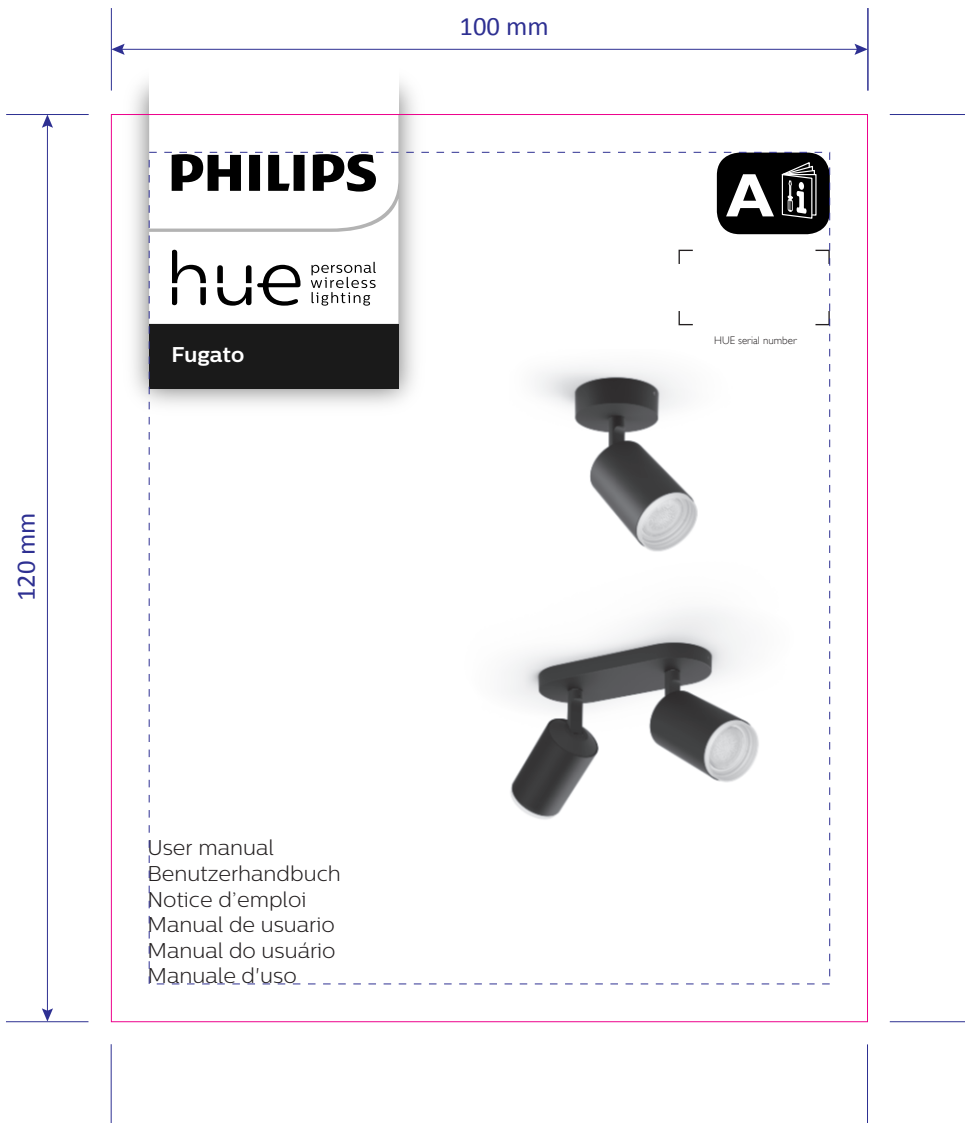 100 mm
120 mm
PHILIPS
hue personal
wireless
lighting
Fugato
A i
HUE serial number
User manual
Benutzerhandbuch
Notice d’emploi
Manual de usuario
Manual do usuário
Manuale d'uso